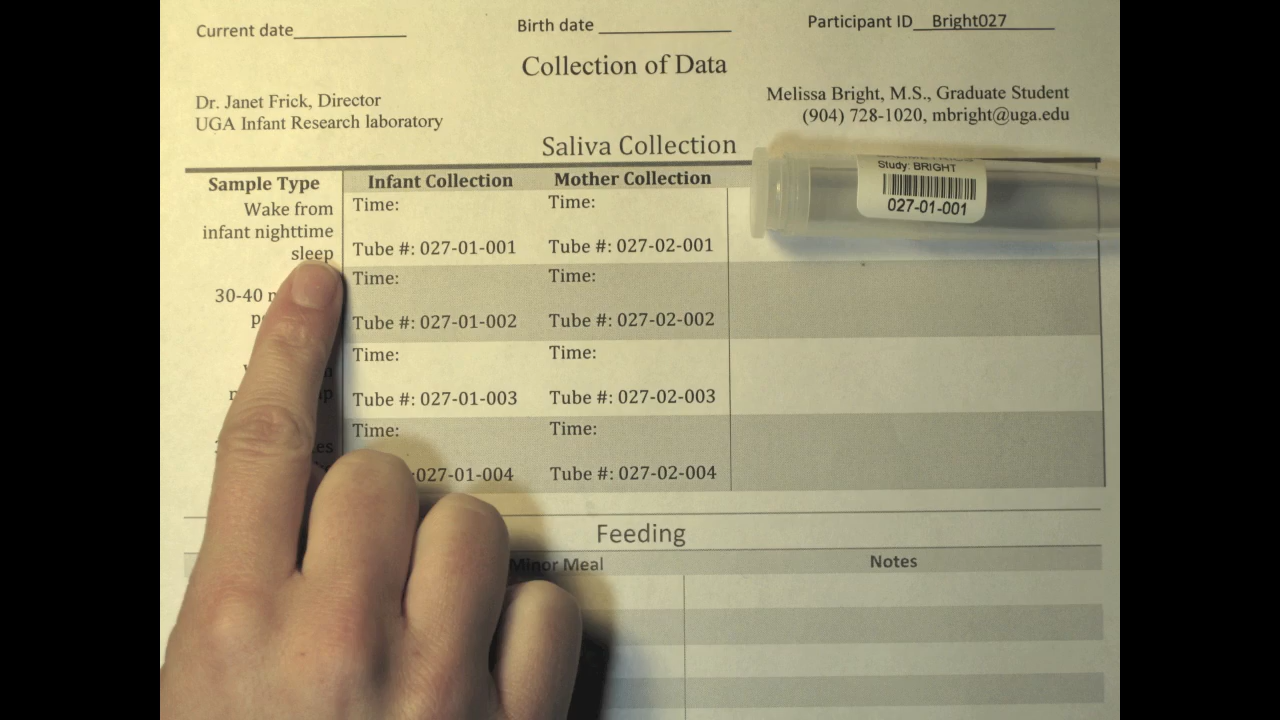 Current date____________ Birth date ______________ Participant ID__Bright027_____
Collection of Data
Dr. Janet Frick, Director
UGA Infant Research laboratory
Melissa Bright, M.S., Graduate Student
(904) 728-1020, mbright@uga.edu
Saliva Collection
Sample Type Infant Collection Mother Collection
Wake from
infant nighttime
sleep
Time: Time:
Tube #: 027-01-001 Tube #: 027-02-001
Study: BRIGHT
027-01-001
30-40
Time: Time:
Tube #: 027-01-002 Tube #: 027-02-002
Time: Time:
Tube #: 027-01-003 Tube #: 027-02-003
Time: Time:
:027-01-004 Tube #: 027-02-004
Feeding
Minor Meal Notes